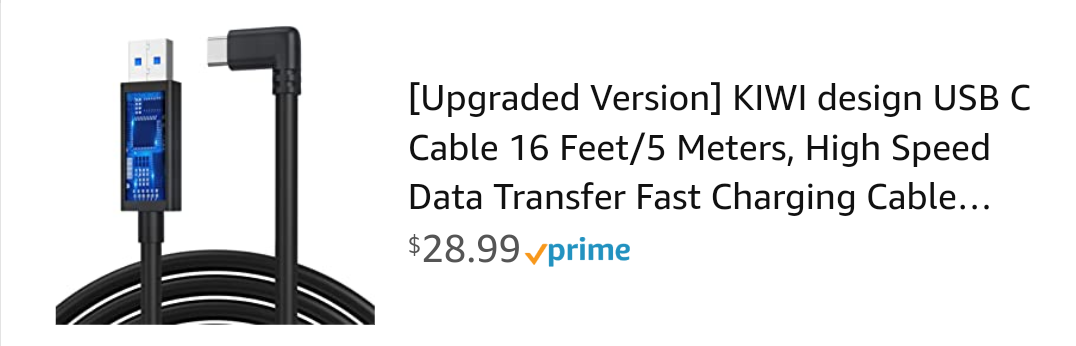 [Upgraded Version] KIWI design USB C
Cable 16 Feet/5 Meters, High Speed
Data Transfer Fast Charging Cable...
$28.99 prime